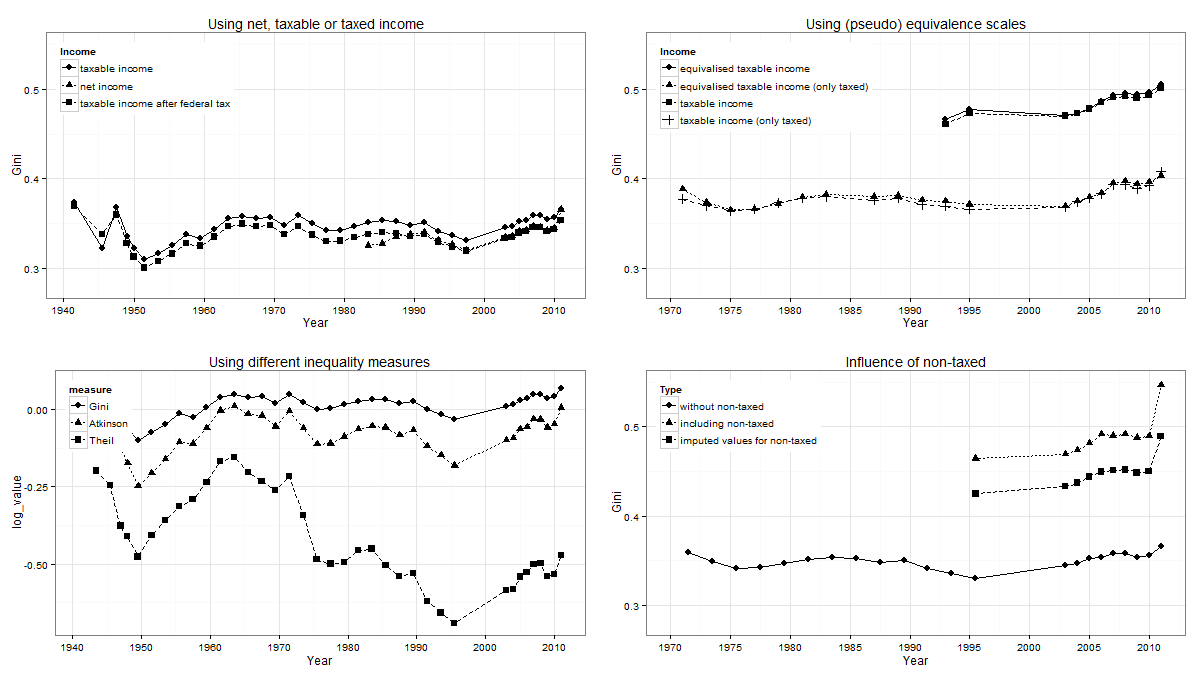 Using net, taxable or taxed income
Income
taxable income
net income
taxable income after federal tax
Gini
0.5
0.4
0.3
1940 1950 1960 1970 1980 1990 2000 2010
Year
Using (pseudo) equivalence scales
Income
equivalised taxable income
equivalised taxable income (only taxed)
taxable income
taxable income (only taxed)
Gini
0.5
0.4
0.3
1970 1975 1980 1985 1990 1995 2000 2005 2010
Year
Using different inequality measures
measure
Gini
Atkinson
Theil
log_value
0.00
-0.25
-0.50
1940 1950 1960 1970 1980 1990 2000 2010
Year
Influence of non-taxed
Type
without non-taxed
including non-taxed
imputed values for non-taxed
Gini
0.5
0.4
0.3
1970 1975 1980 1985 1990 1995 2000 2005 2010
Year